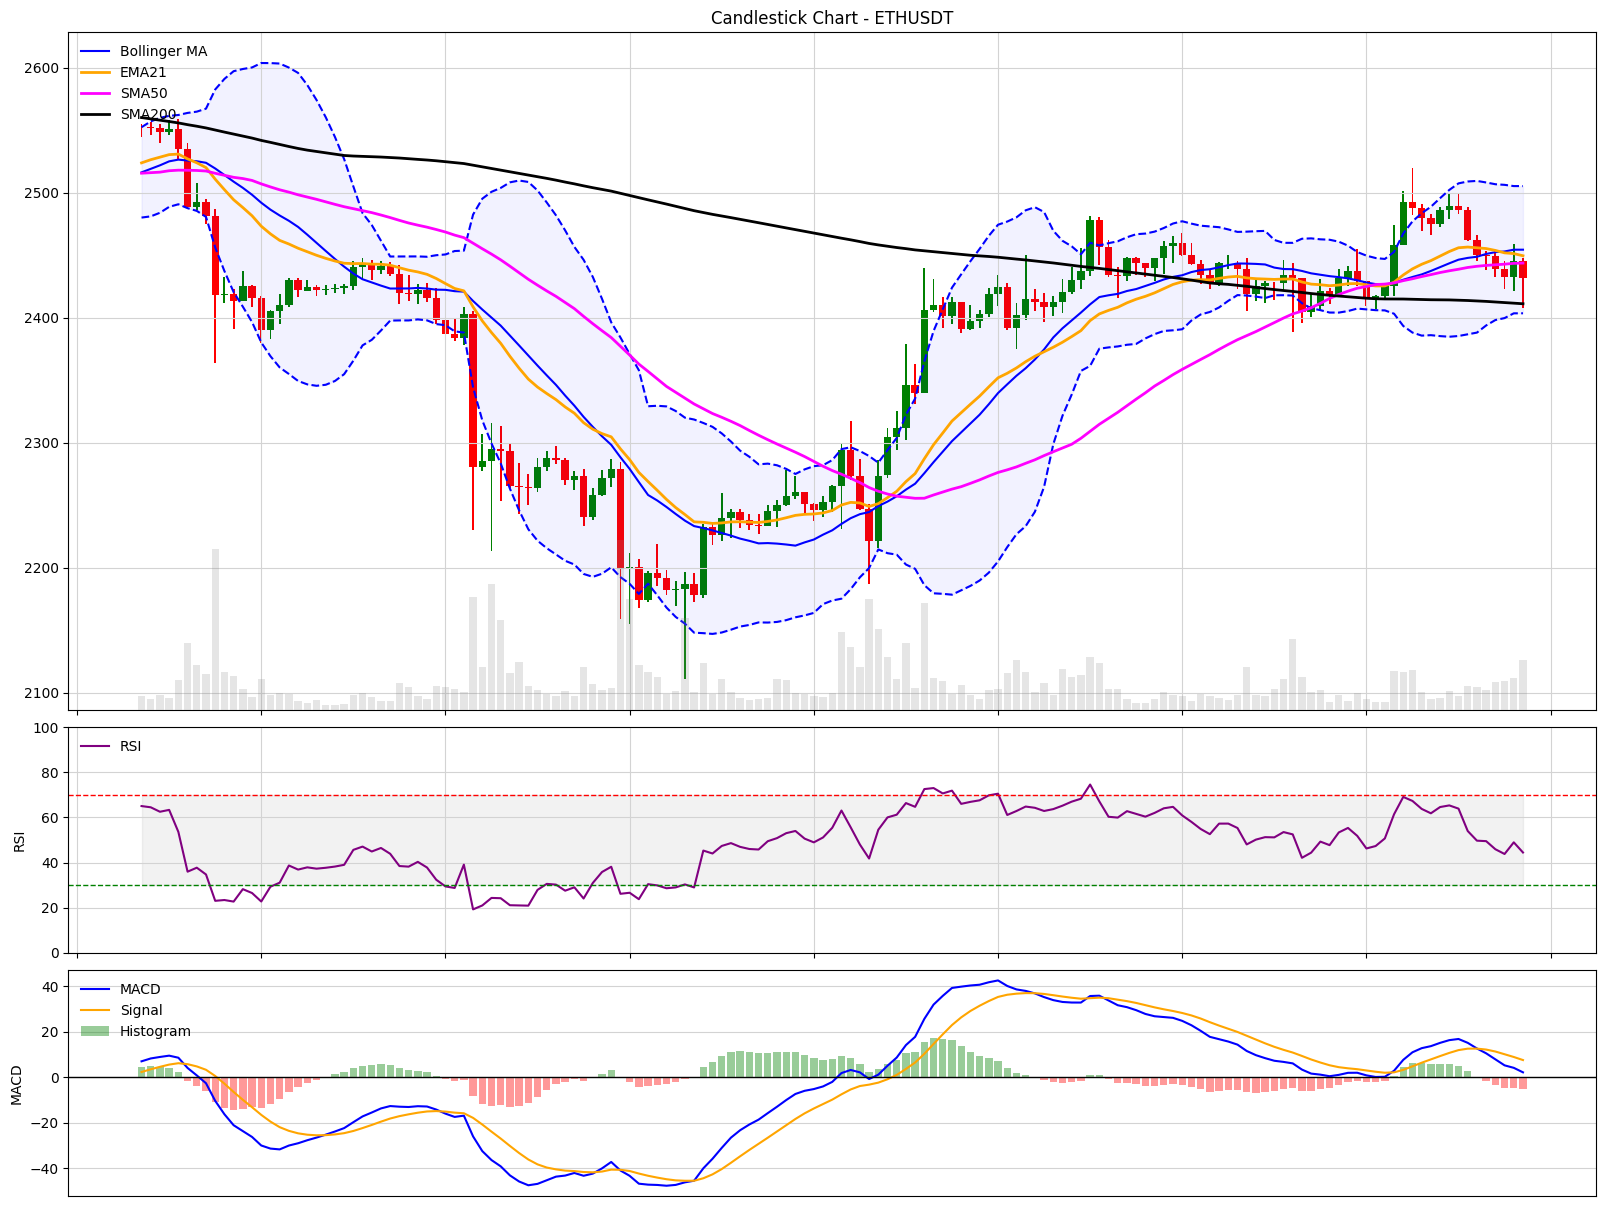 Candlestick Chart - ETHUSDT
Bollinger MA
EMA21
SMA50
SMA200
2600
2500
2400
2300
2200
2100
RSI
100
80
60
40
20
0
RSI
MACD
Signal
Histogram
40
20
0
−20
−40
MACD